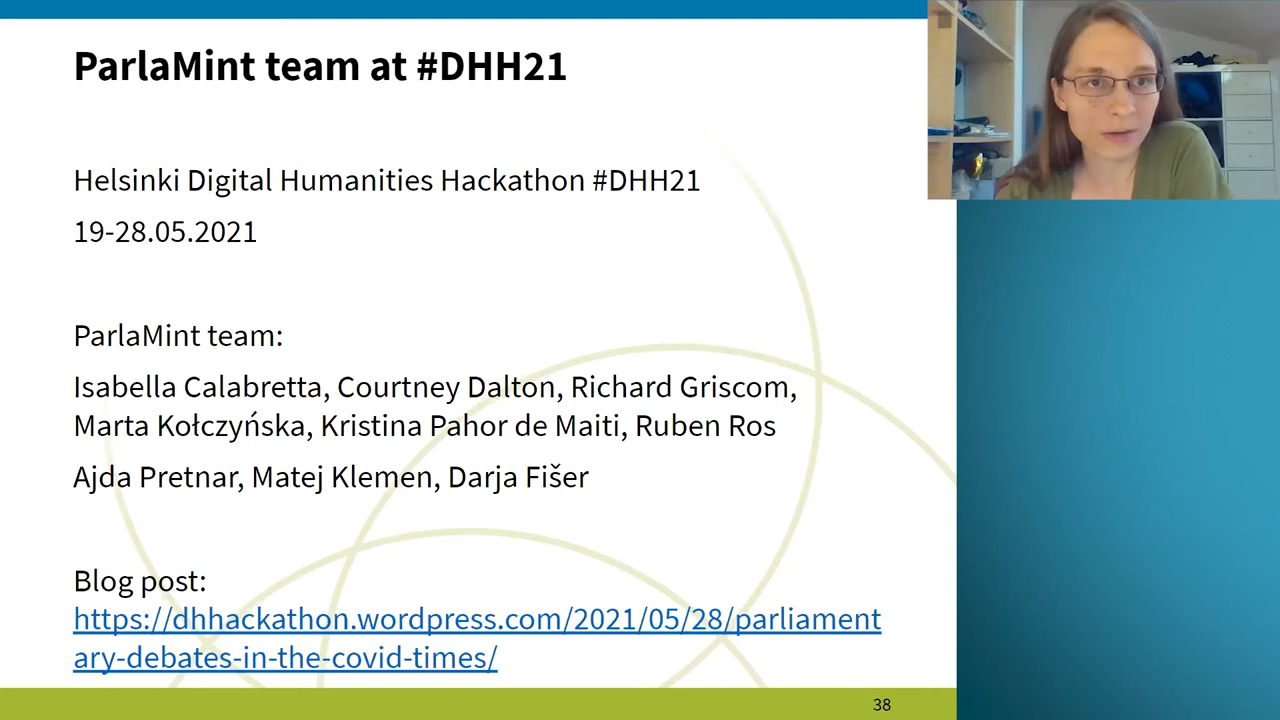 ParlaMint team at #DHH21
Helsinki Digital Humanities Hackathon #DHH21
19-28.05.2021
ParlaMint team:
Isabella Calabretta, Courtney Dalton, Richard Griscom,
Marta Kołczyńska, Kristina Pahor de Maiti, Ruben Ros
Ajda Pretnar, Matej Klemen, Darja Fišer
Blog post:
https://dhhackathon.wordpress.com/2021/05/28/parliament
ary-debates-in-the-covid-times/
38